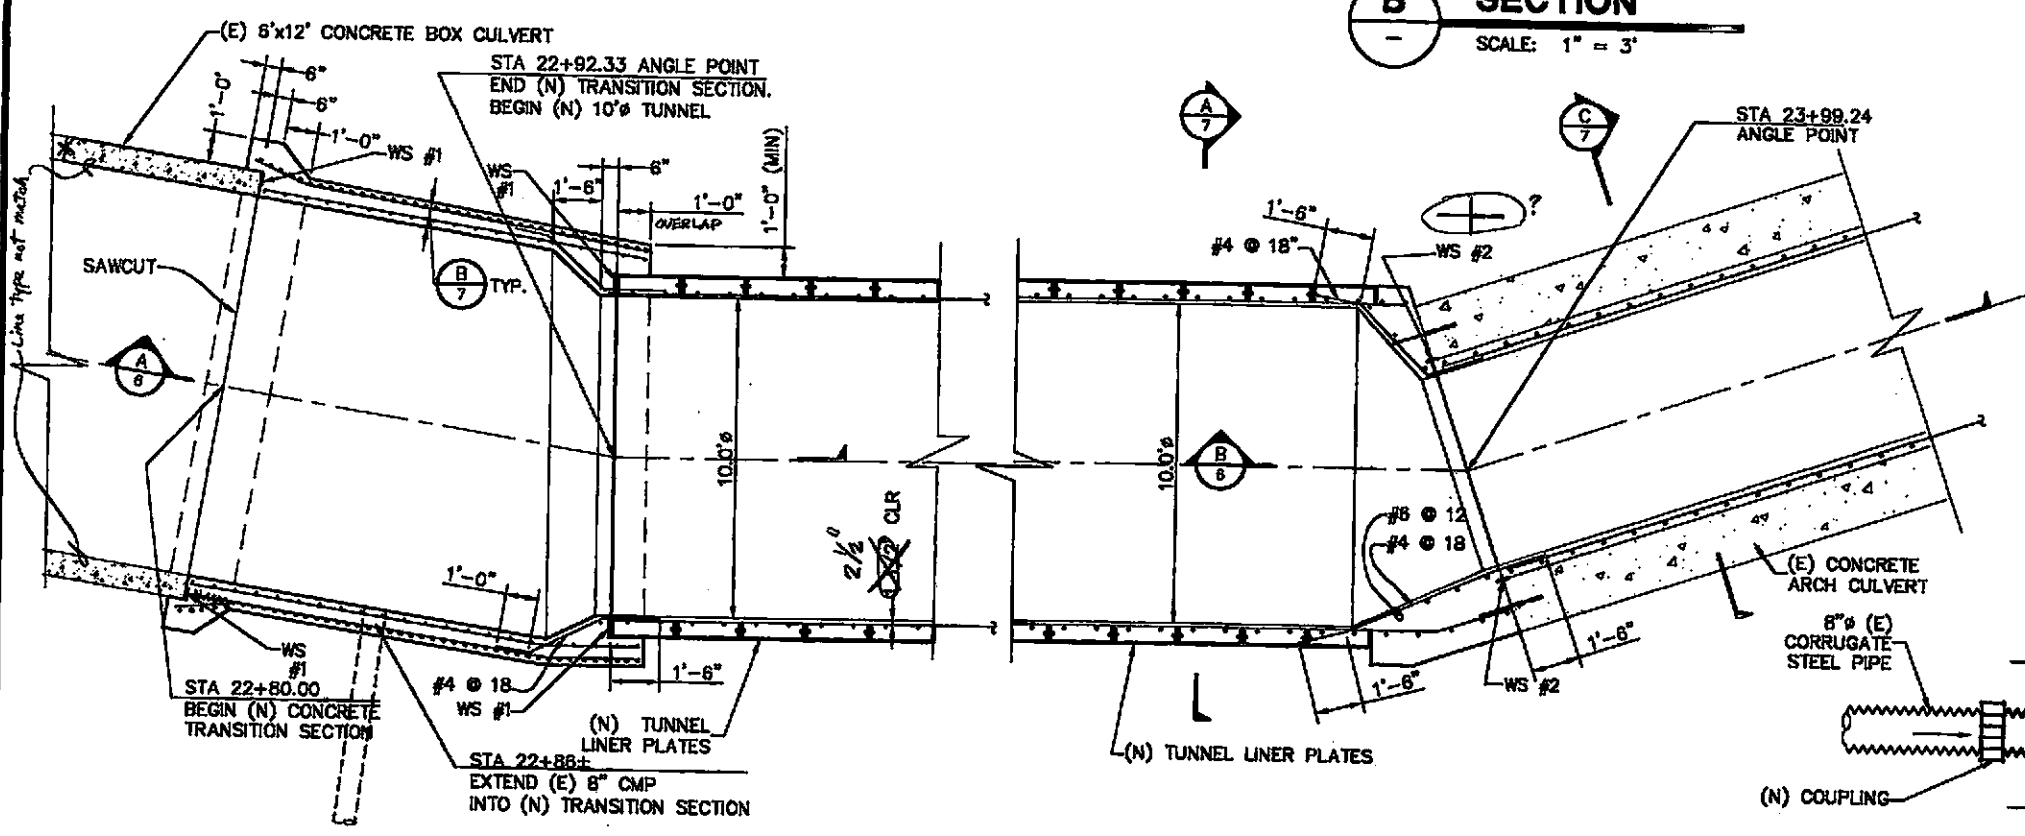 B
SECTION
–
SCALE: 1" = 3'
(E) 6'x12' CONCRETE BOX CULVERT
STA 22+92.33 ANGLE POINT
END (N) TRANSITION SECTION.
BEGIN (N) 10'ø TUNNEL
6"
6"
1'-0"
1'-0"
WS #1
WS
#1
1'-6"
6"
1'-0"
OVERLAP
1'-0" (MIN)
A
7
C
7
STA 23+99.24
ANGLE POINT
?
1'-6"
#4 @ 18"
WS #2
Line type not match
SAWCUT
B
7
TYP.
A
6
10.0'ø
2 1/2"
CLR
10.0'ø
B
6
#6 @ 12
#4 @ 18
(E) CONCRETE
ARCH CULVERT
1'-0"
WS
#1
STA 22+80.00
BEGIN (N) CONCRETE
TRANSITION SECTION
#4 @ 18
WS #1
1'-6"
(N) TUNNEL
LINER PLATES
STA 22+86±
EXTEND (E) 8" CMP
INTO (N) TRANSITION SECTION
(N) TUNNEL LINER PLATES
1'-6"
WS #2
1'-6"
8"ø (E)
CORRUGATE
STEEL PIPE
(N) COUPLING